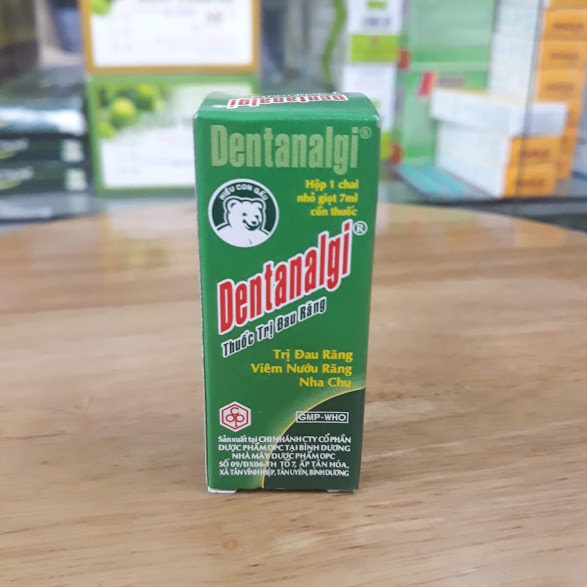 Dentanalgi®
Hộp 1 chai
nhỏ giọt 7ml
cồn thuốc
HIỆU CON GẤU
Dentanalgi®
Thuốc Trị Đau Răng
Trị Đau Răng
Viêm Nướu Răng
Nha Chu
GMP-WHO
Sản xuất tại CHI NHÁNH CTY CỔ PHẦN
DƯỢC PHẨM OPC TẠI BÌNH DƯƠNG
NHÀ MÁY DƯỢC PHẨM OPC
SỐ 09/ĐX04-TH TỔ 7, ẤP TÂN HÓA,
XÃ TÂN VĨNH HIỆP, TÂN UYÊN, BÌNH DƯƠNG